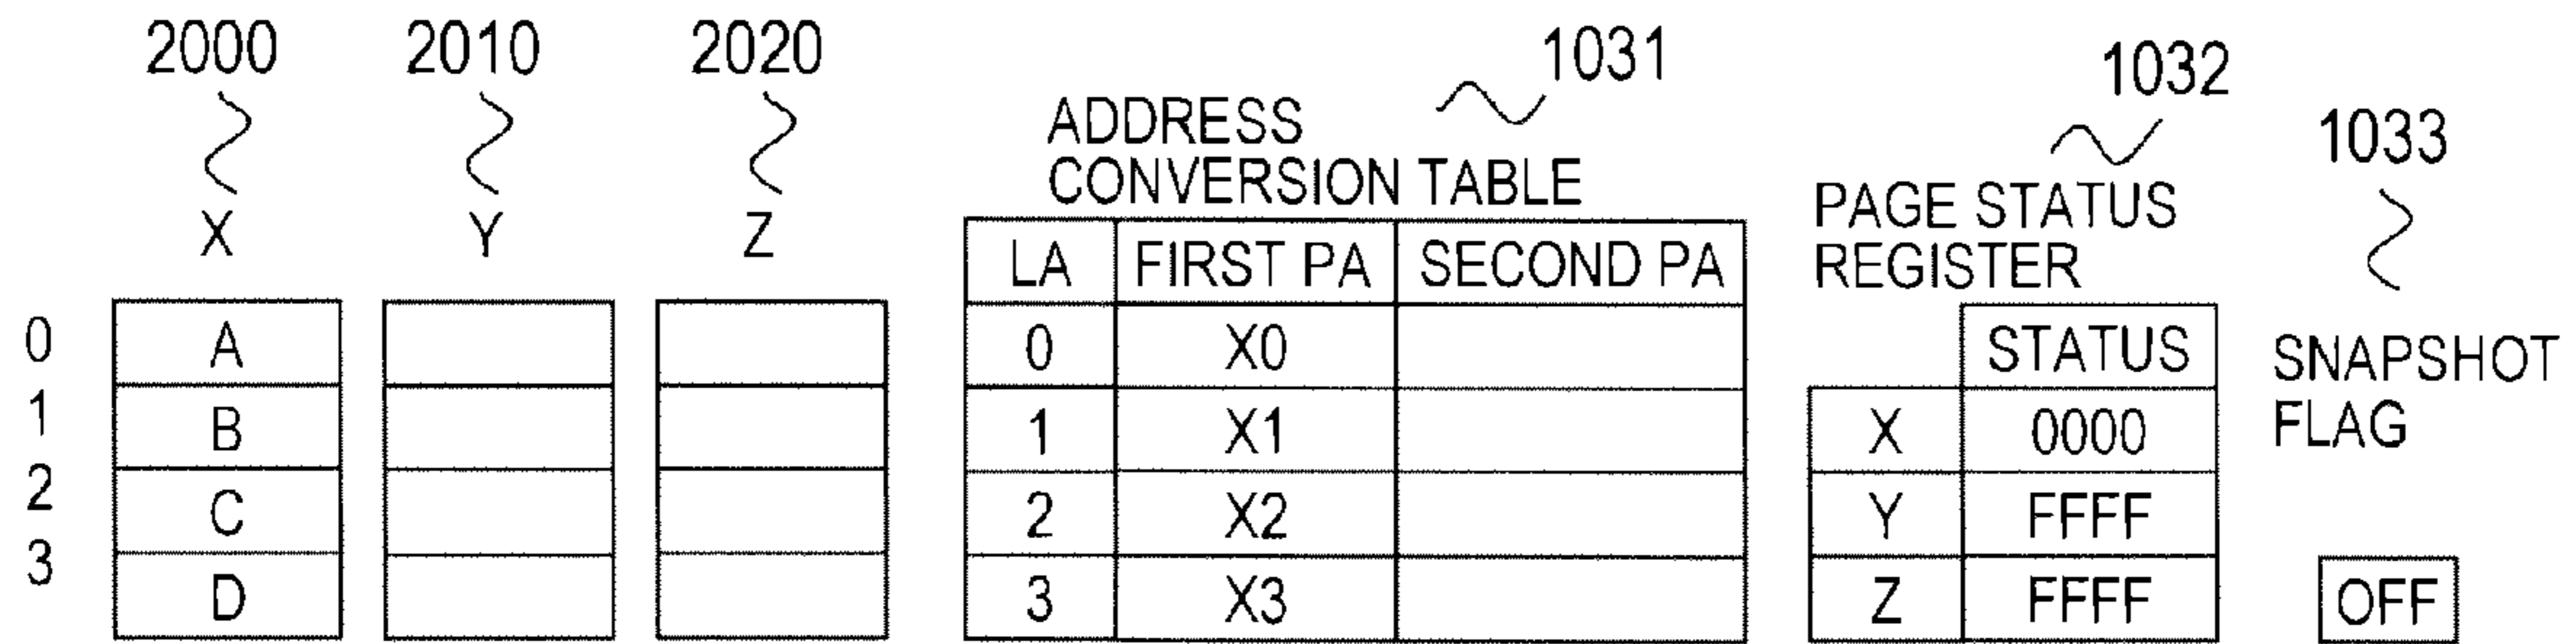 2000 2010 2020 1031 1032 1033
X Y Z
ADDRESS
CONVERSION TABLE
PAGE STATUS
REGISTER
SNAPSHOT
FLAG
OFF
0 A
1 B
2 C
3 D
LA FIRST PA SECOND PA
0 X0
1 X1
2 X2
3 X3
STATUS
X 0000
Y FFFF
Z FFFF